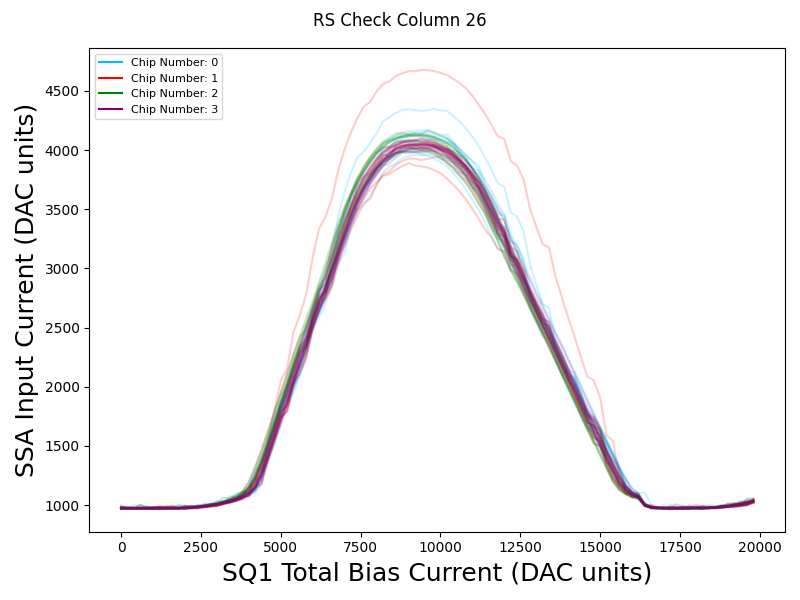 RS Check Column 26
Chip Number: 0
Chip Number: 1
Chip Number: 2
Chip Number: 3
SSA Input Current (DAC units)
4500
4000
3500
3000
2500
2000
1500
1000
0 2500 5000 7500 10000 12500 15000 17500 20000
SQ1 Total Bias Current (DAC units)